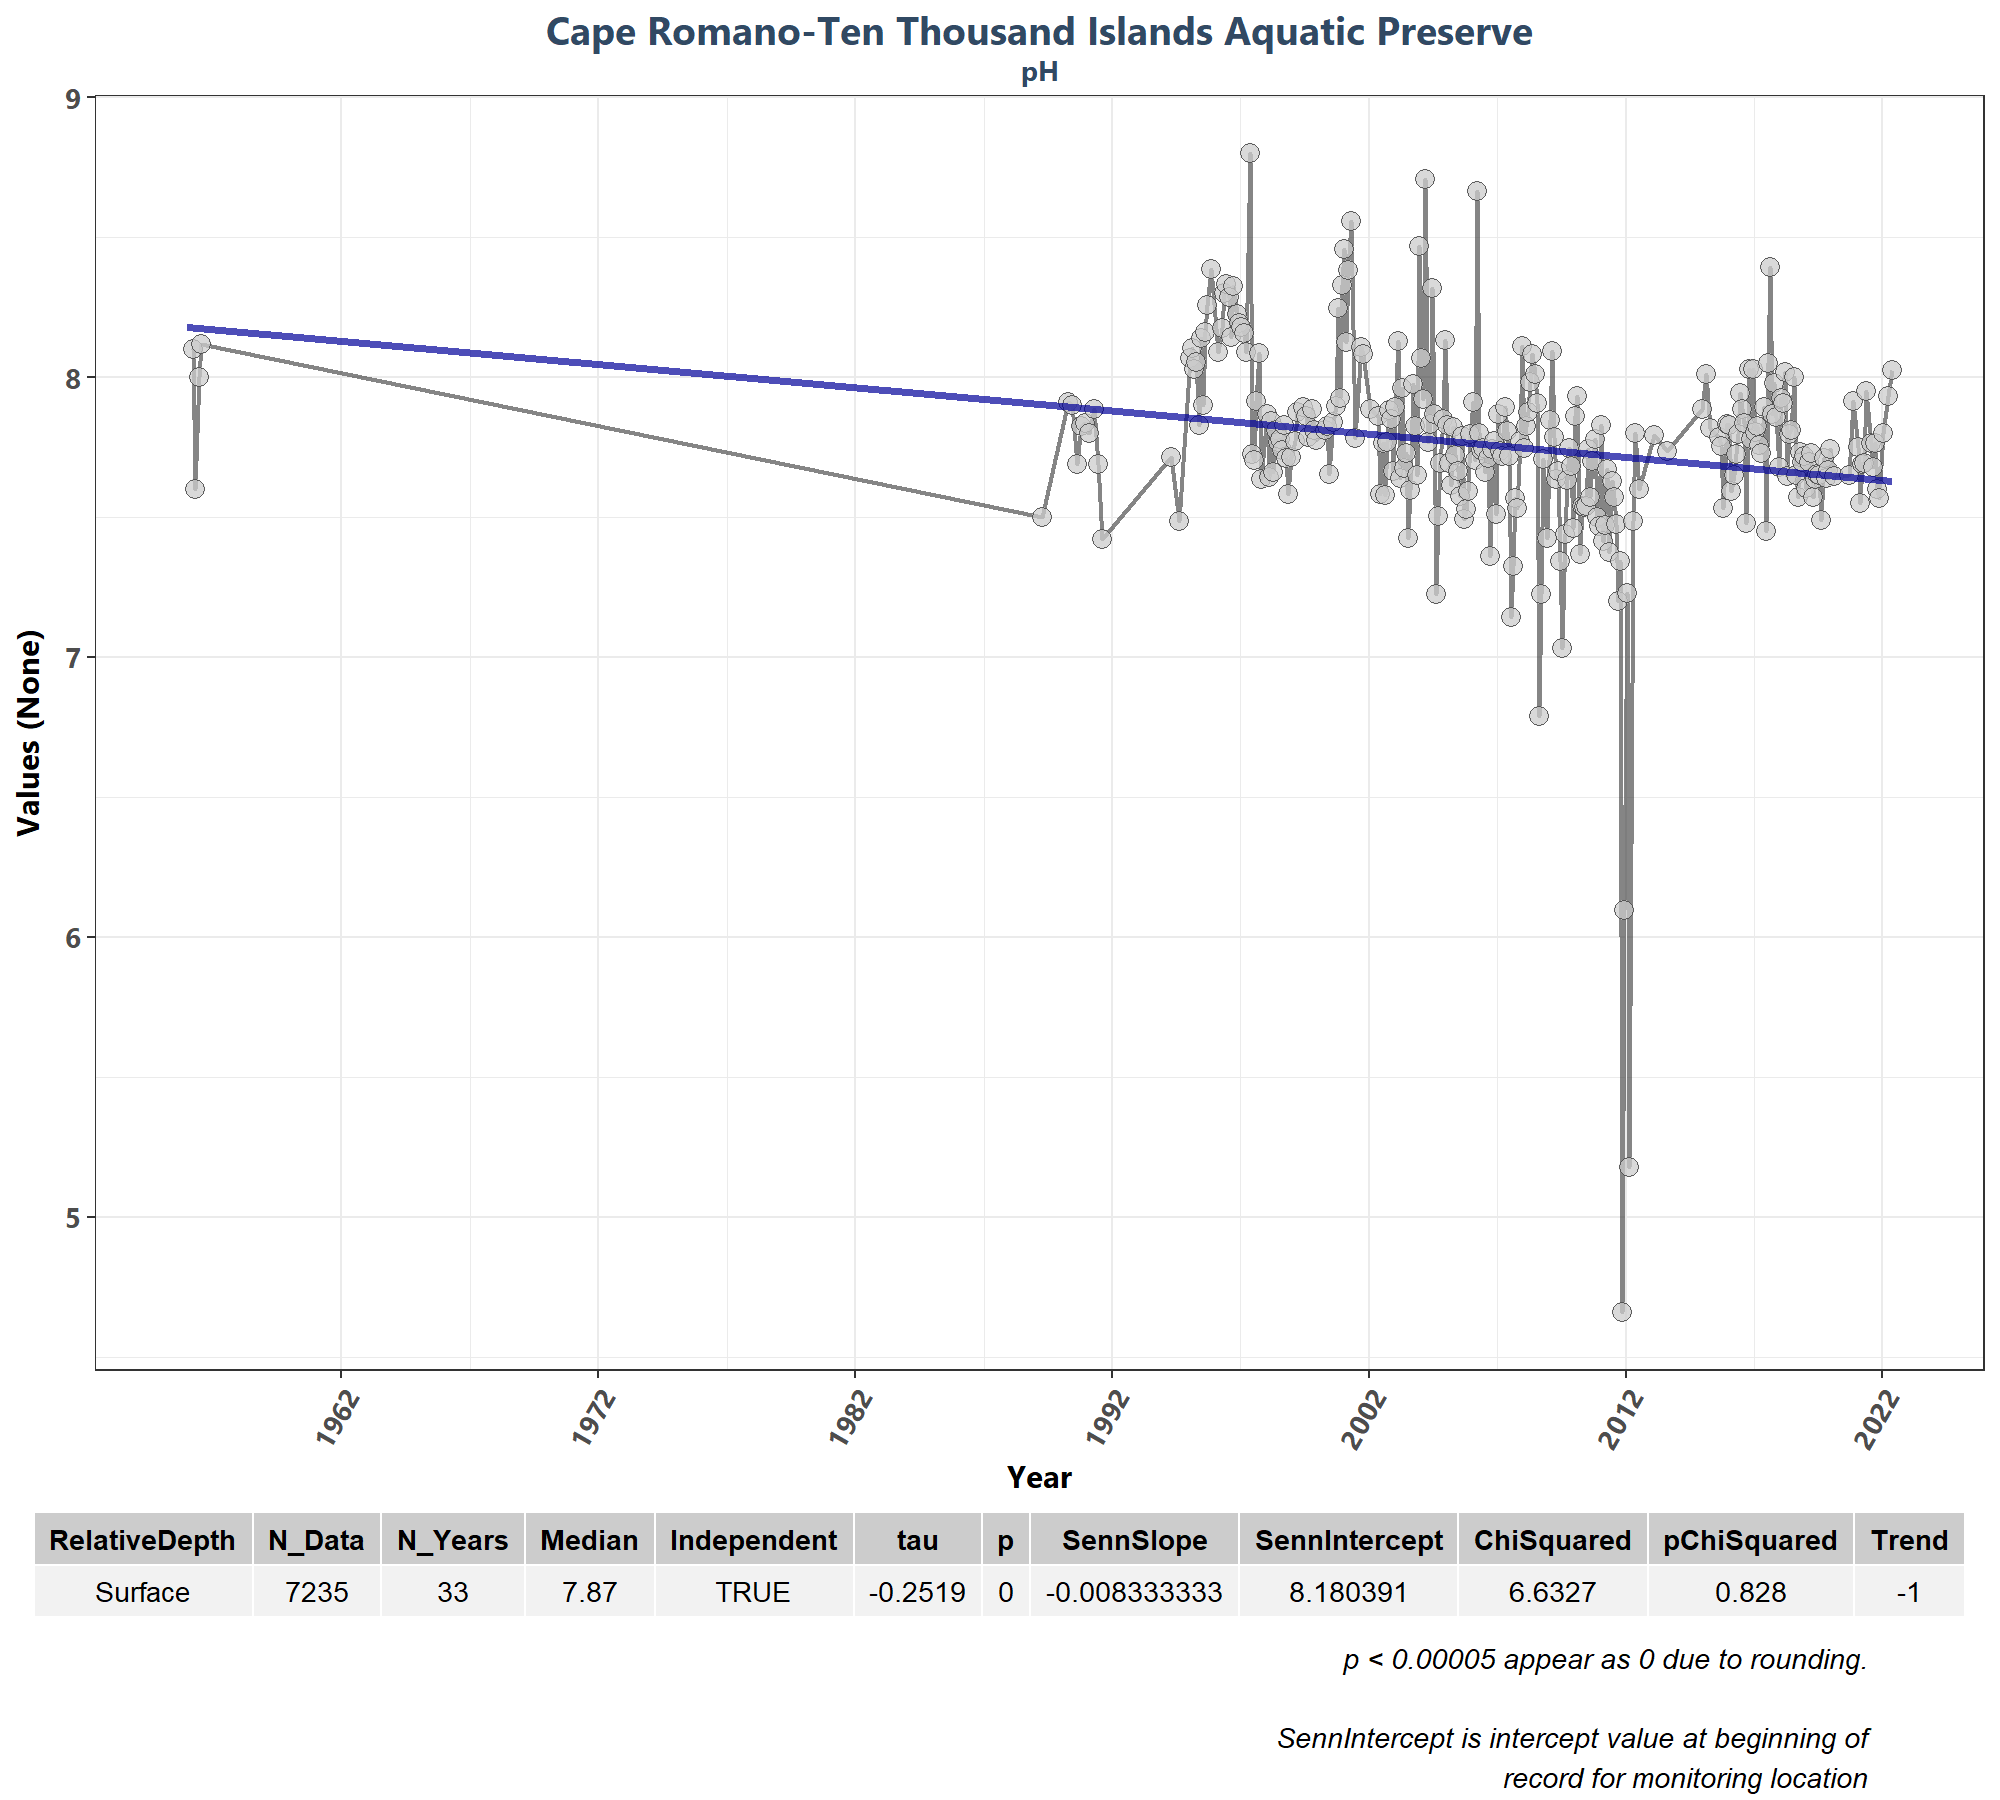 Cape Romano-Ten Thousand Islands Aquatic Preserve
pH
9
8
7
6
5
Values (None)
1962 1972 1982 1992 2002 2012 2022
Year
RelativeDepth N_Data N_Years Median Independent tau p SennSlope SennIntercept ChiSquared pChiSquared Trend
Surface 7235 33 7.87 TRUE -0.2519 0 -0.008333333 8.180391 6.6327 0.828 -1
p < 0.00005 appear as 0 due to rounding.
SennIntercept is intercept value at beginning of
record for monitoring location